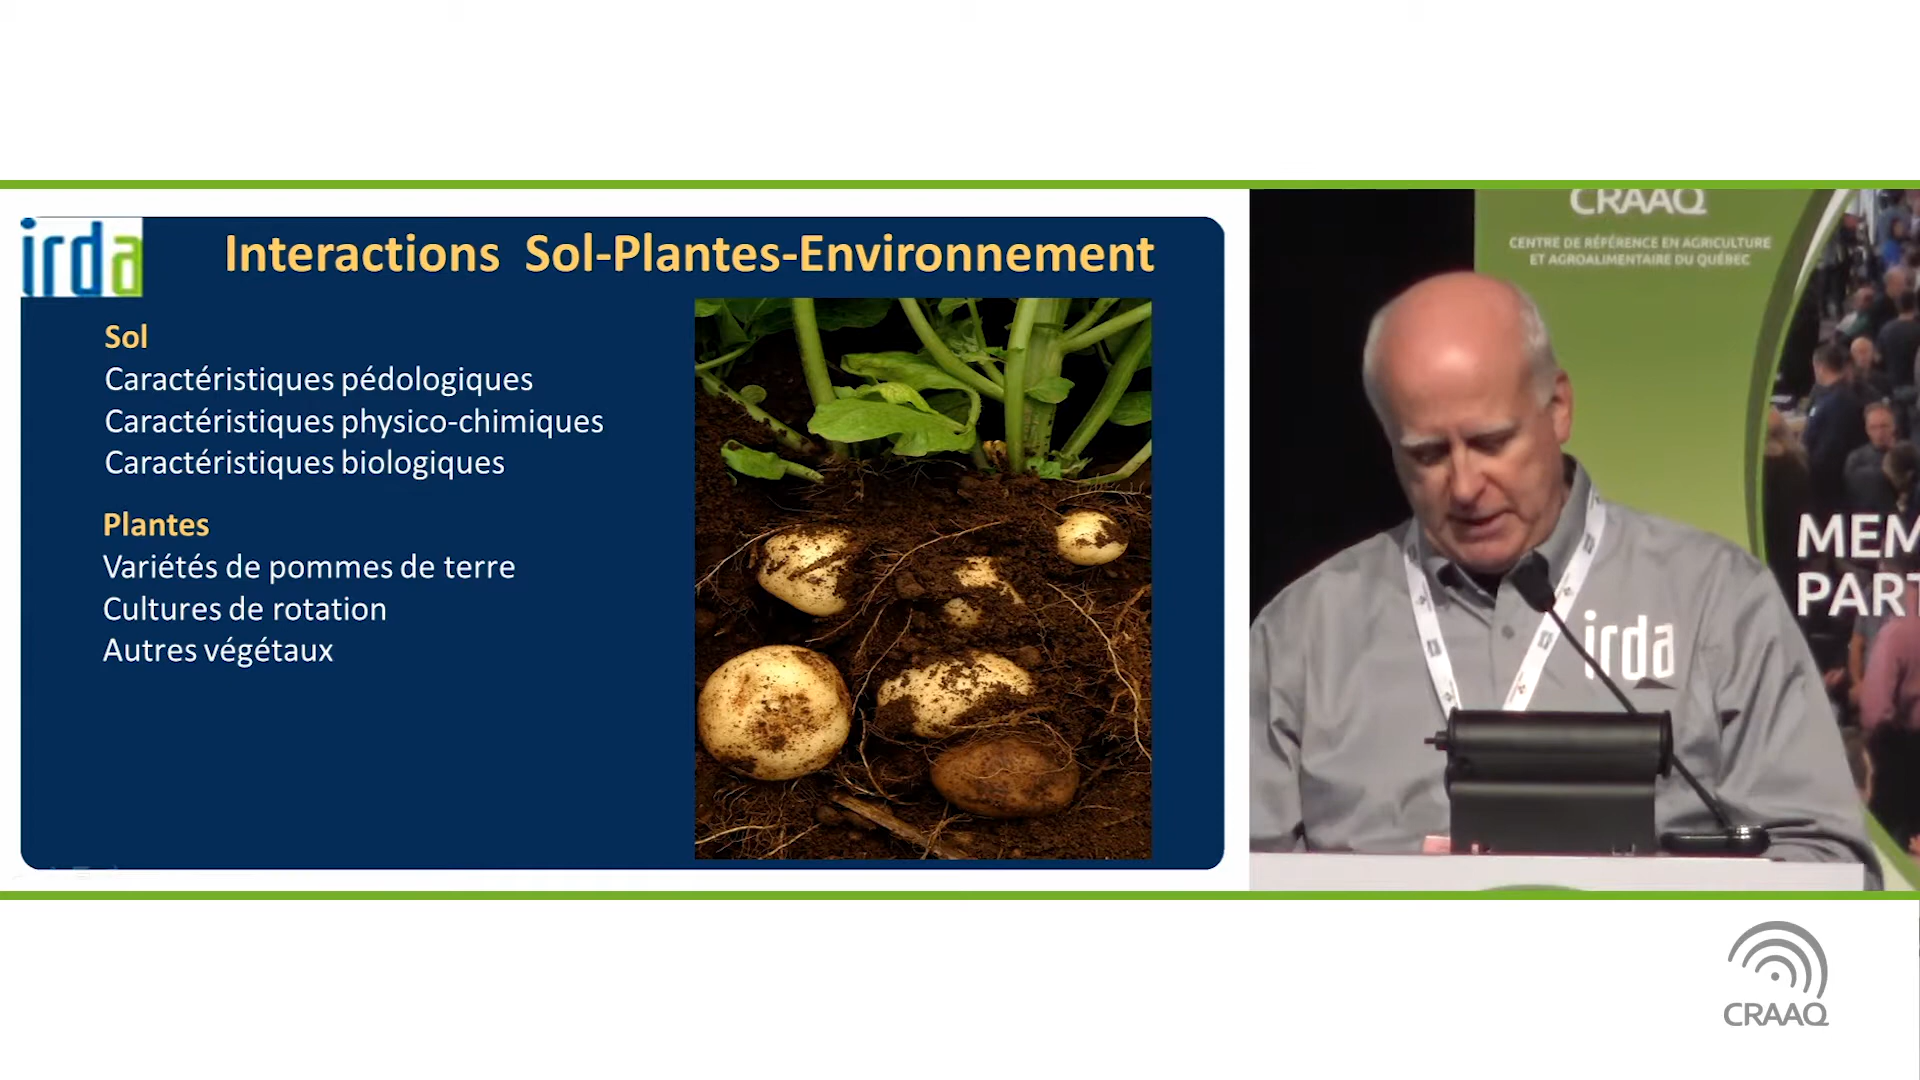 irda
Interactions Sol-Plantes-Environnement
Sol
Caractéristiques pédologiques
Caractéristiques physico-chimiques
Caractéristiques biologiques
Plantes
Variétés de pommes de terre
Cultures de rotation
Autres végétaux
CRAAQ
CENTRE DE RÉFÉRENCE EN AGRICULTURE
ET AGROALIMENTAIRE DU QUÉBEC
MEM
PART
irda
CRAAQ